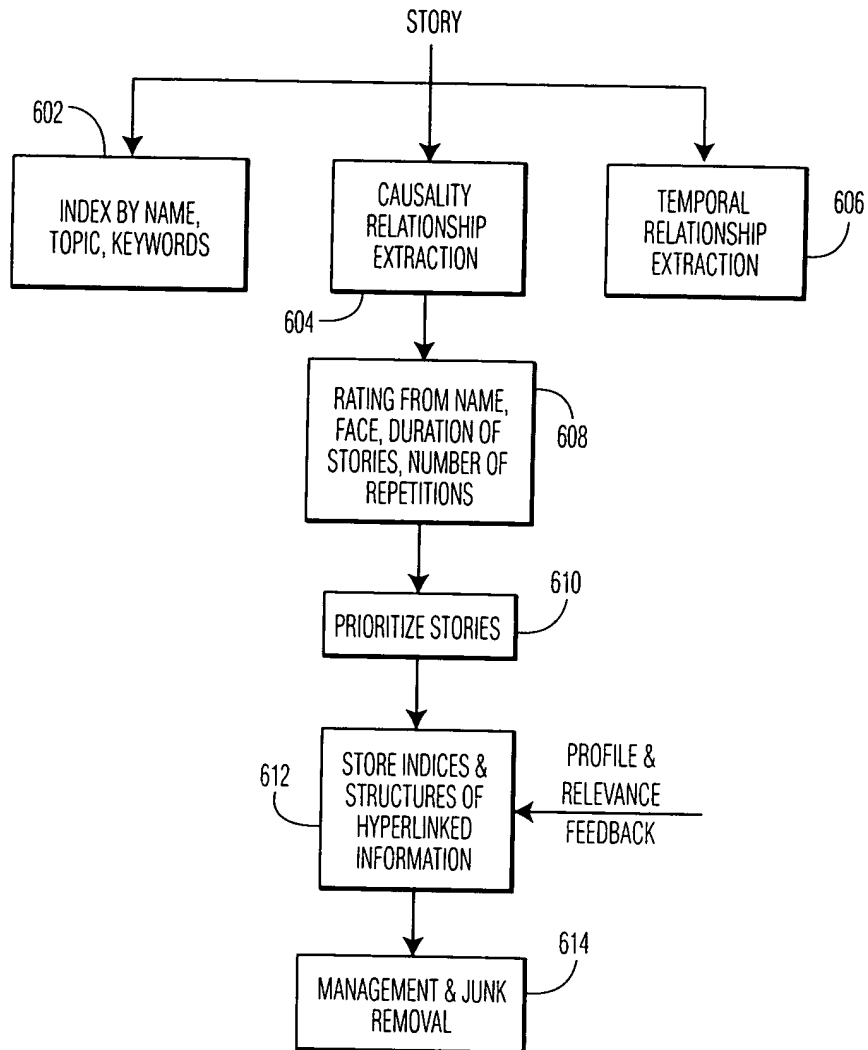 STORY
602
INDEX BY NAME,
TOPIC, KEYWORDS
CAUSALITY
RELATIONSHIP
EXTRACTION
604
TEMPORAL
RELATIONSHIP
EXTRACTION
606
RATING FROM NAME,
FACE, DURATION OF
STORIES, NUMBER OF
REPETITIONS
608
PRIORITIZE STORIES
610
612
STORE INDICES &
STRUCTURES OF
HYPERLINKED
INFORMATION
PROFILE &
RELEVANCE
FEEDBACK
MANAGEMENT & JUNK
REMOVAL
614